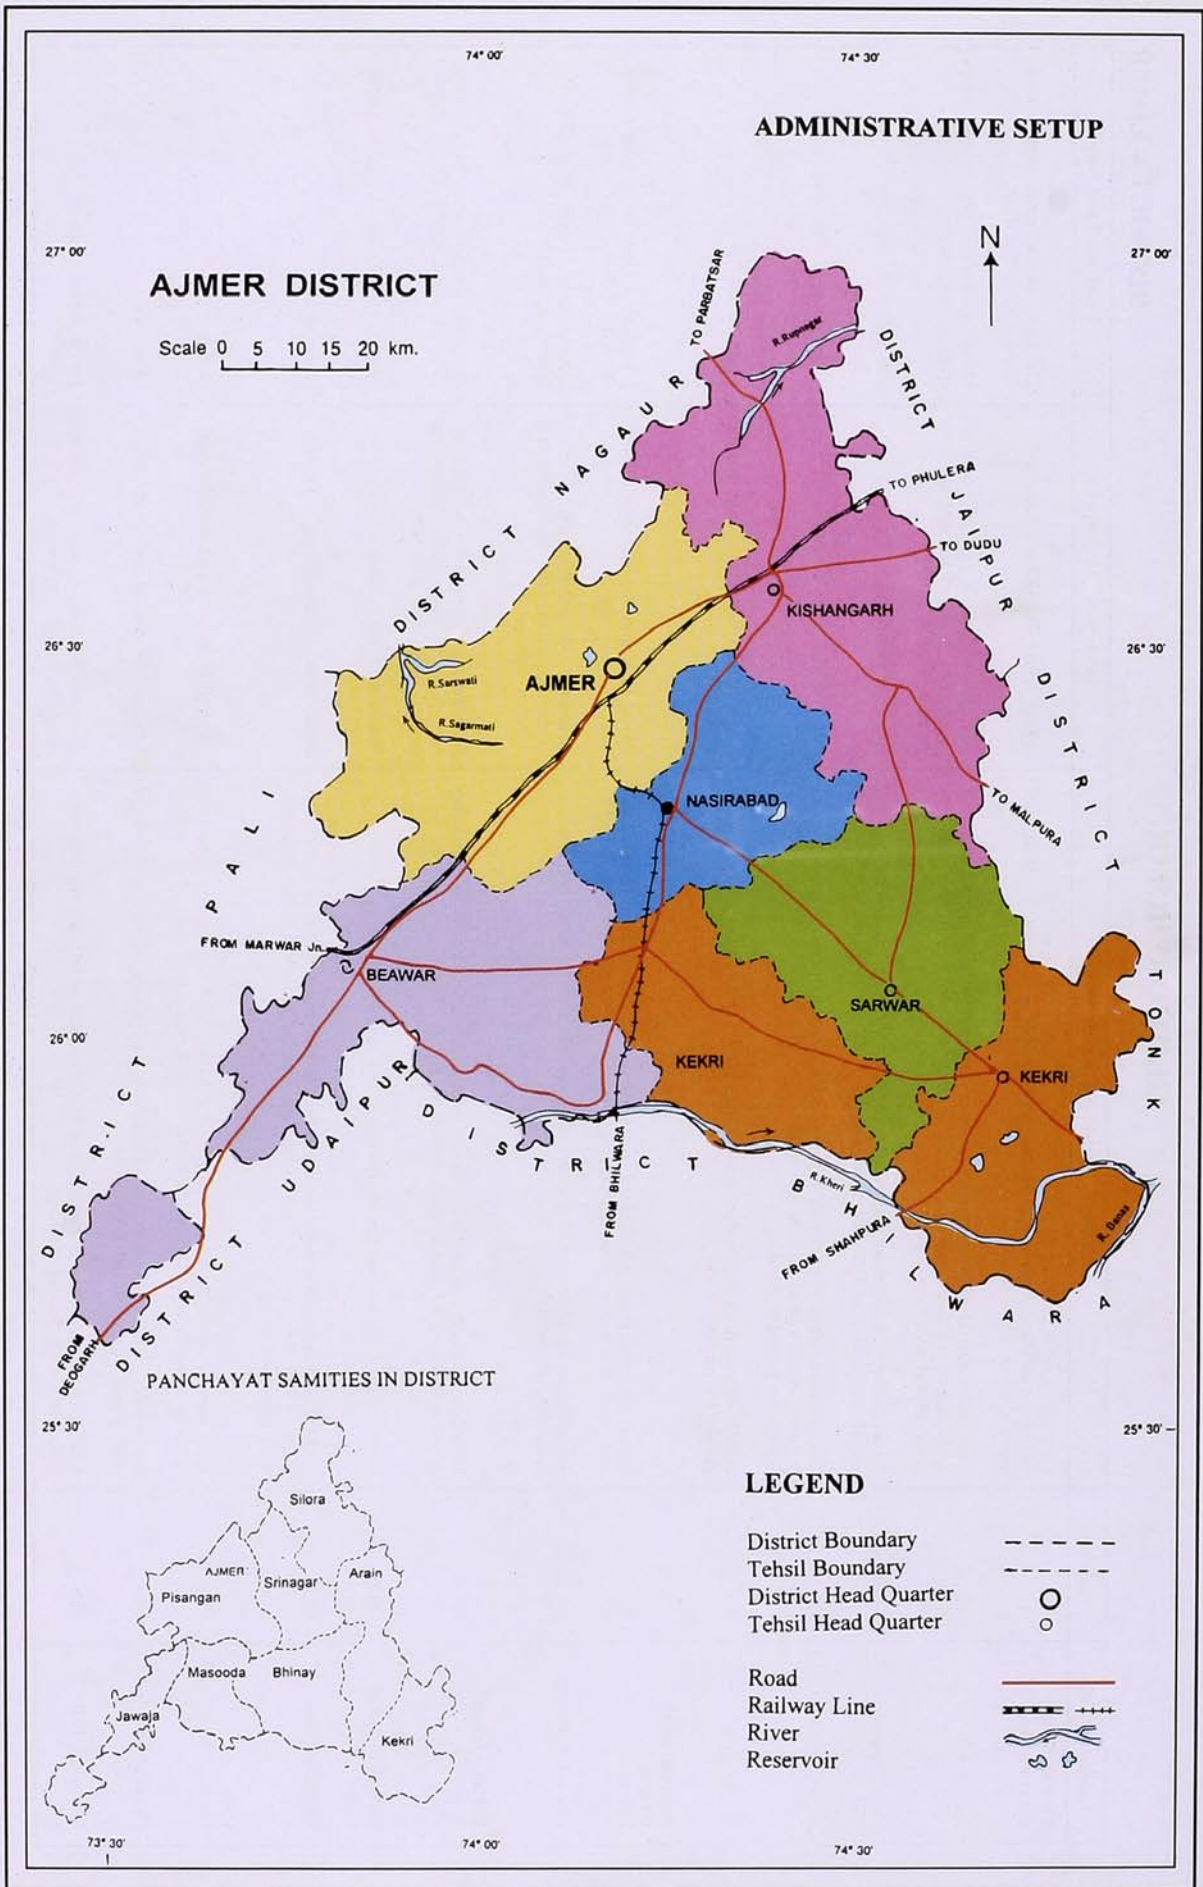 74° 00'
74° 30'
ADMINISTRATIVE SETUP
27° 00'
27° 00'
N
AJMER DISTRICT
Scale 0 5 10 15 20 km.
TO PARBATSAR
R.Rupnagar
DISTRICT JAIPUR
DISTRICT NAGAUR
TO PHULERA
TO DUDU
KISHANGARH
26° 30'
26° 30'
R.Sarswati
AJMER
R.Sagarmati
DISTRICT TONK
NASIRABAD
TO MALPURA
DISTRICT PALI
FROM MARWAR Jn.
BEAWAR
SARWAR
26° 00'
KEKRI
KEKRI
DISTRICT UDAIPUR
DISTRICT BHILWARA
FROM BHILWARA
R.Kheri
FROM SHAHPURA
R. Banas
FROM
DEOGARH
PANCHAYAT SAMITIES IN DISTRICT
25° 30'
25° 30'
Silora
AJMER
Srinagar
Arain
Pisangan
Masooda
Bhinay
Jawaja
Kekri
LEGEND
District Boundary
Tehsil Boundary
District Head Quarter
Tehsil Head Quarter
Road
Railway Line
River
Reservoir
73° 30'
74° 00'
74° 30'